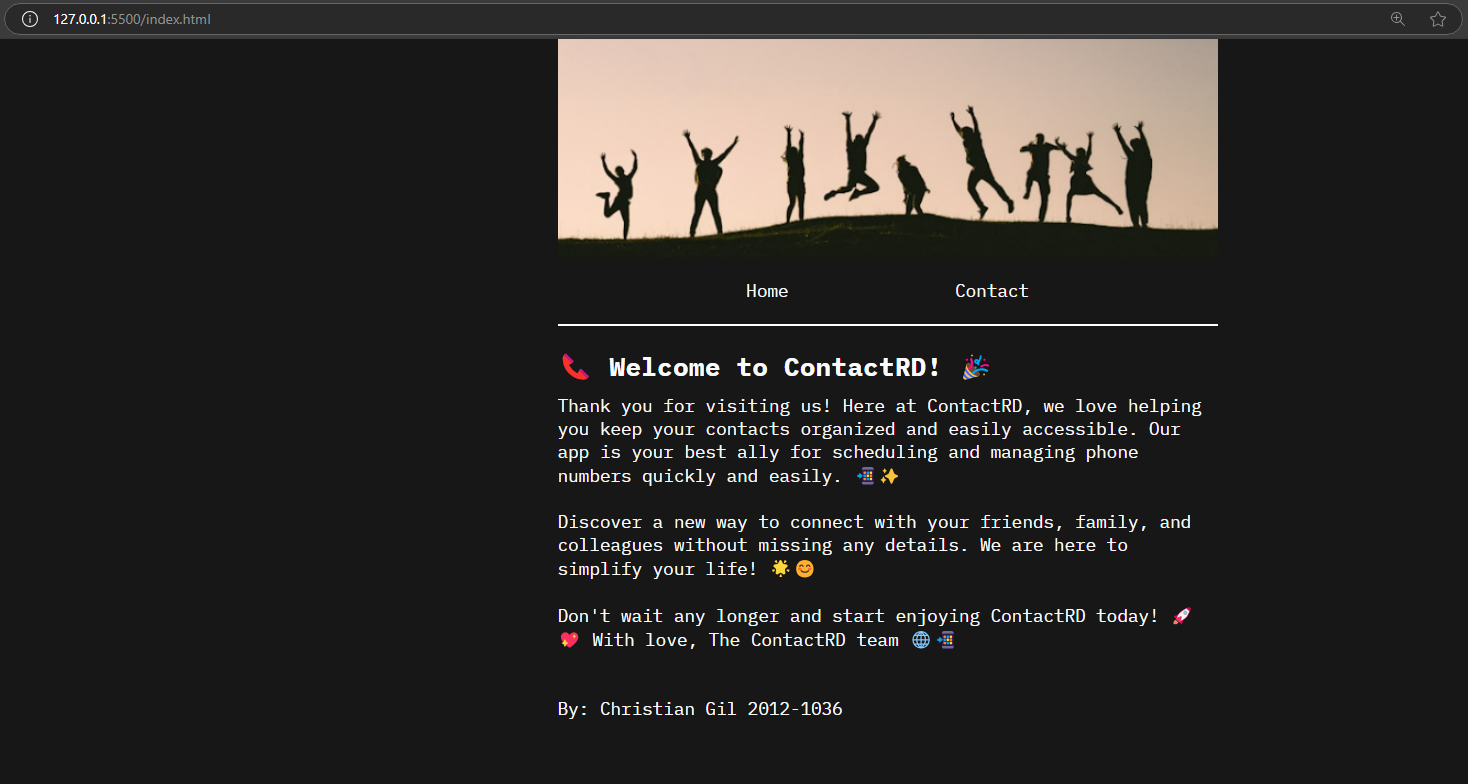 127.0.0.1:5500/index.html
Home Contact
📞 Welcome to ContactRD! 🎉
Thank you for visiting us! Here at ContactRD, we love helping
you keep your contacts organized and easily accessible. Our
app is your best ally for scheduling and managing phone
numbers quickly and easily. 📲✨
Discover a new way to connect with your friends, family, and
colleagues without missing any details. We are here to
simplify your life! 🌟😊
Don't wait any longer and start enjoying ContactRD today! 🚀
💖 With love, The ContactRD team 🌐📲
By: Christian Gil 2012-1036